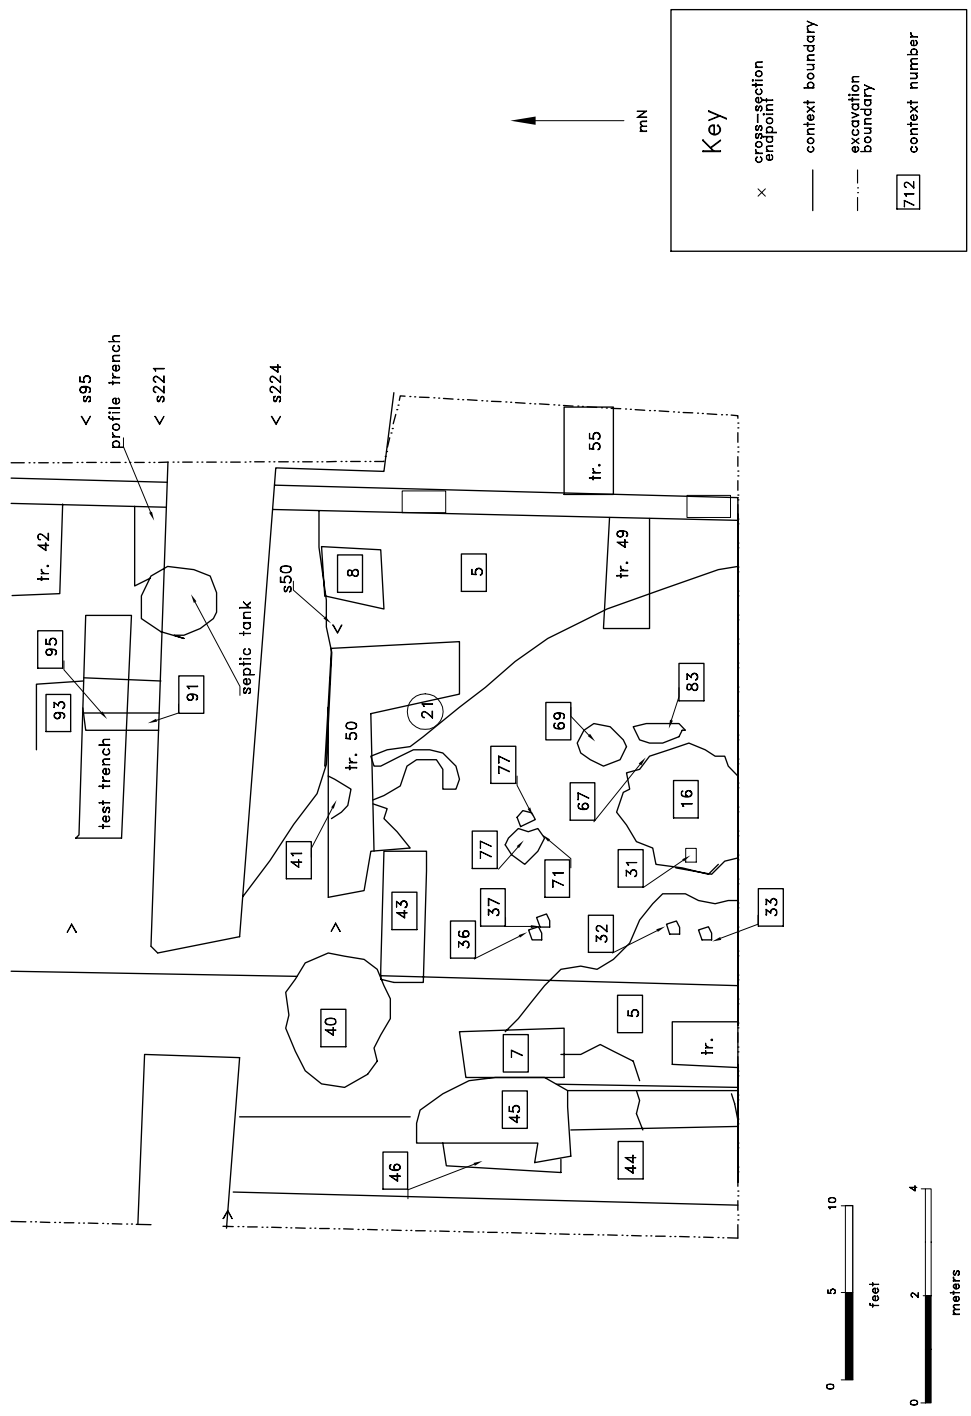 < s95
profile trench
< s221
< s224
mN
Key
cross-section
endpoint
context boundary
excavation
boundary
712
context number
tr. 42
95
93
test trench
91
septic tank
s50
8
5
tr. 55
tr. 49
tr. 50
21
41
43
40
77
77
71
69
83
67
16
31
37
36
32
33
5
7
tr.
45
46
44
0
5
10
feet
0
2
4
meters